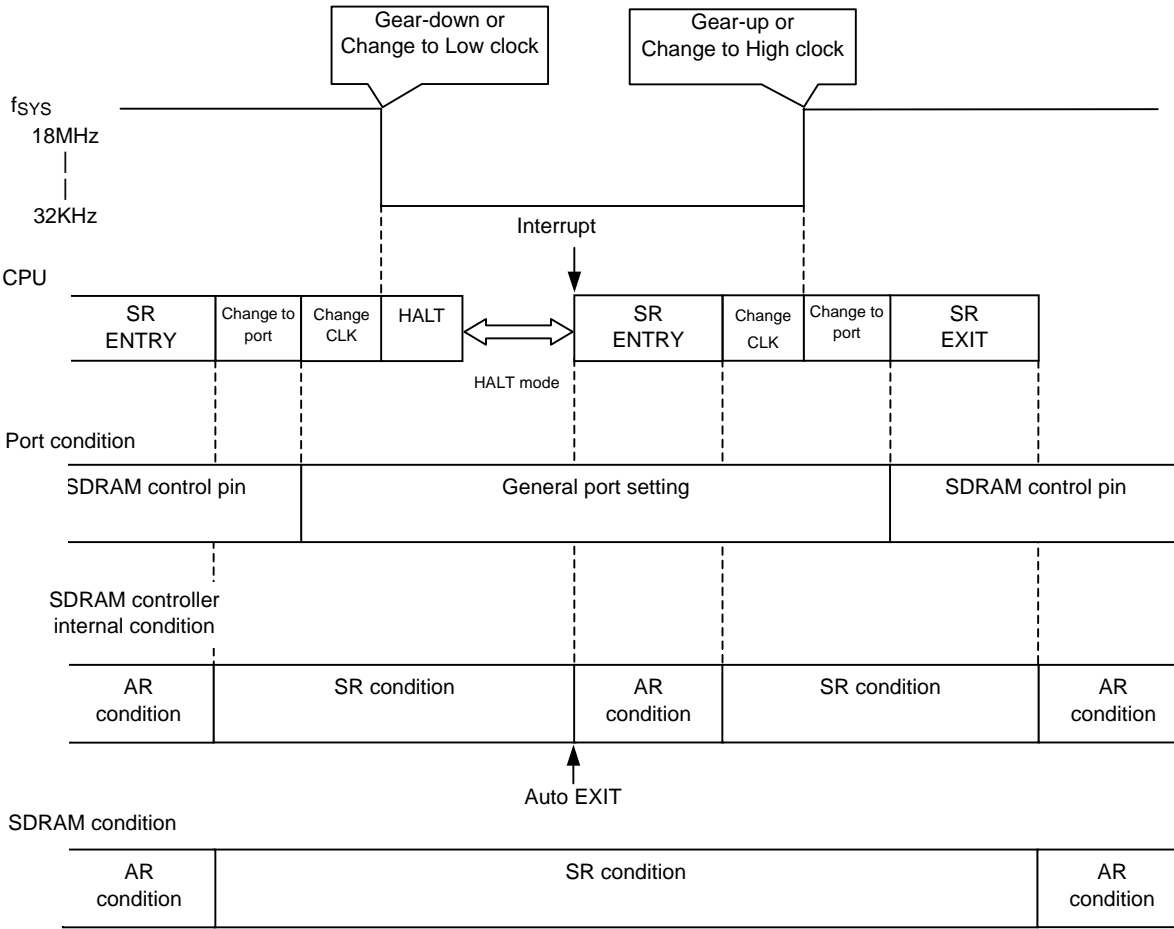 Gear-down or
Change to Low clock
Gear-up or
Change to High clock
fSYS
18MHz
32KHz
Interrupt
CPU
SR
ENTRY
Change to
port
Change
CLK
HALT
SR
ENTRY
Change
CLK
Change to
port
SR
EXIT
HALT mode
Port condition
SDRAM control pin
General port setting
SDRAM control pin
SDRAM controller
internal condition
AR
condition
SR condition
AR
condition
SR condition
AR
condition
Auto EXIT
SDRAM condition
AR
condition
SR condition
AR
condition